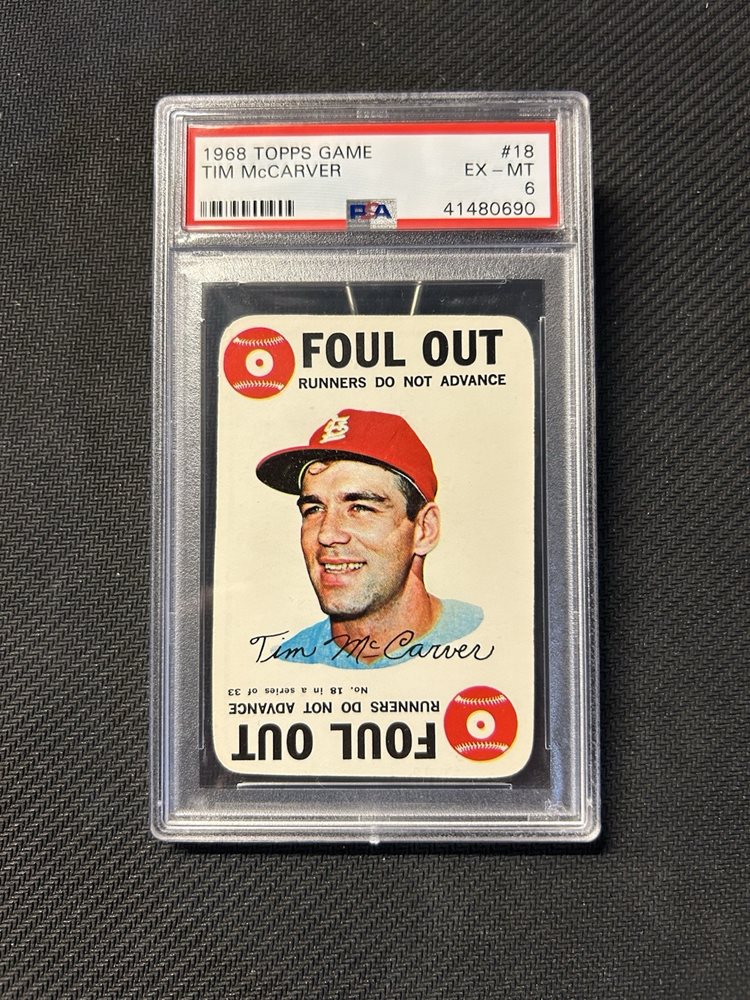 1968 TOPPS GAME #18
TIM McCARVER EX – MT
6
PSA 41480690
FOUL OUT
RUNNERS DO NOT ADVANCE
StL
Tim McCarver
No. 18 in a series of 33
RUNNERS DO NOT ADVANCE
FOUL OUT